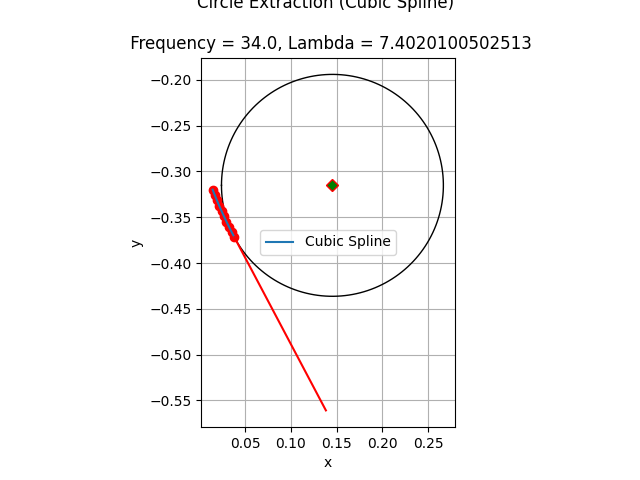 Circle Extraction (Cubic Spline)
Frequency = 34.0, Lambda = 7.4020100502513
−0.20
−0.25
−0.30
−0.35
−0.40
−0.45
−0.50
−0.55
y
Cubic Spline
0.05 0.10 0.15 0.20 0.25
x